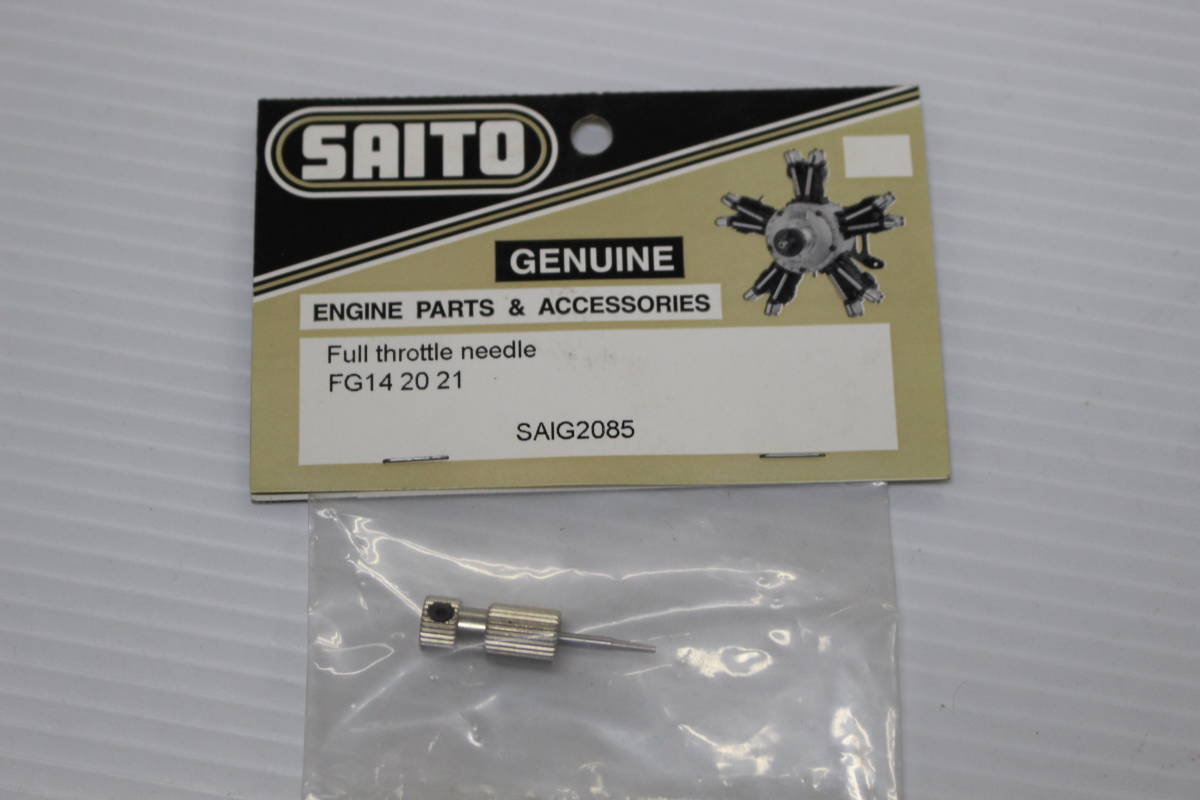 SAITO
GENUINE
ENGINE PARTS & ACCESSORIES
Full throttle needle
FG14 20 21
SAIG2085